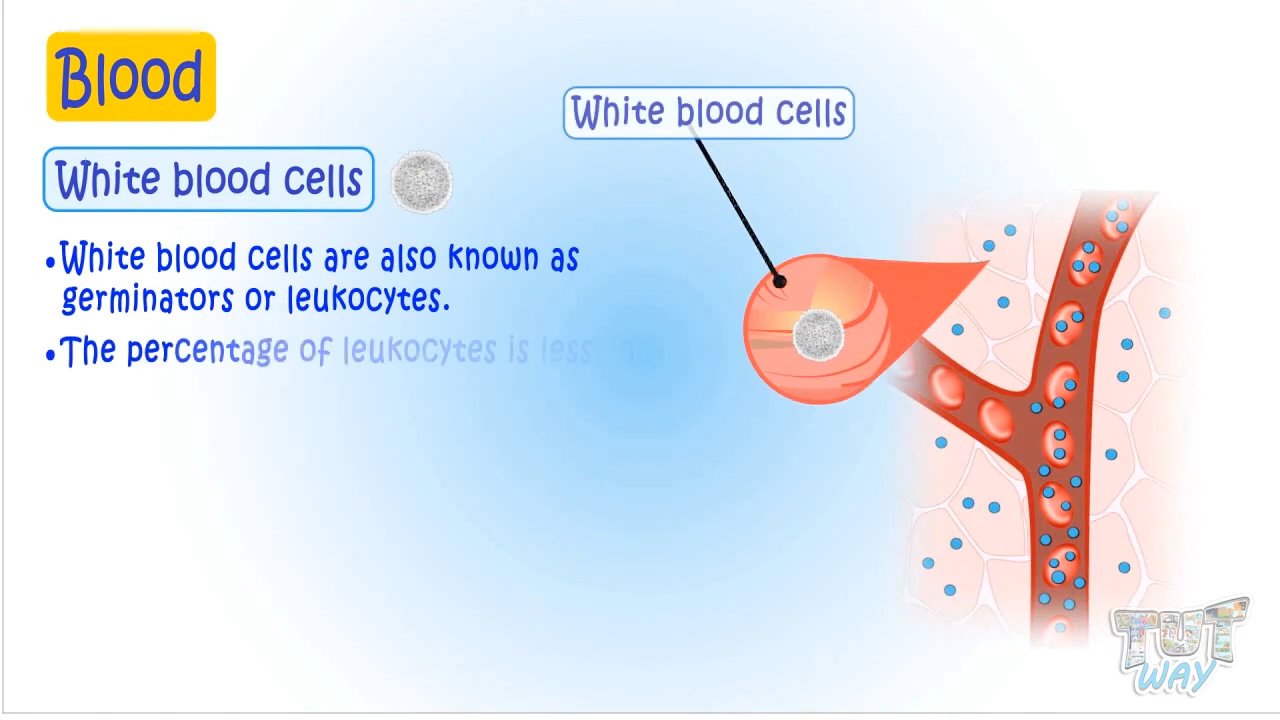 Blood
White blood cells
White blood cells
• White blood cells are also known as
germinators or leukocytes.
• The percentage of leukocytes is less
TUT
WAY